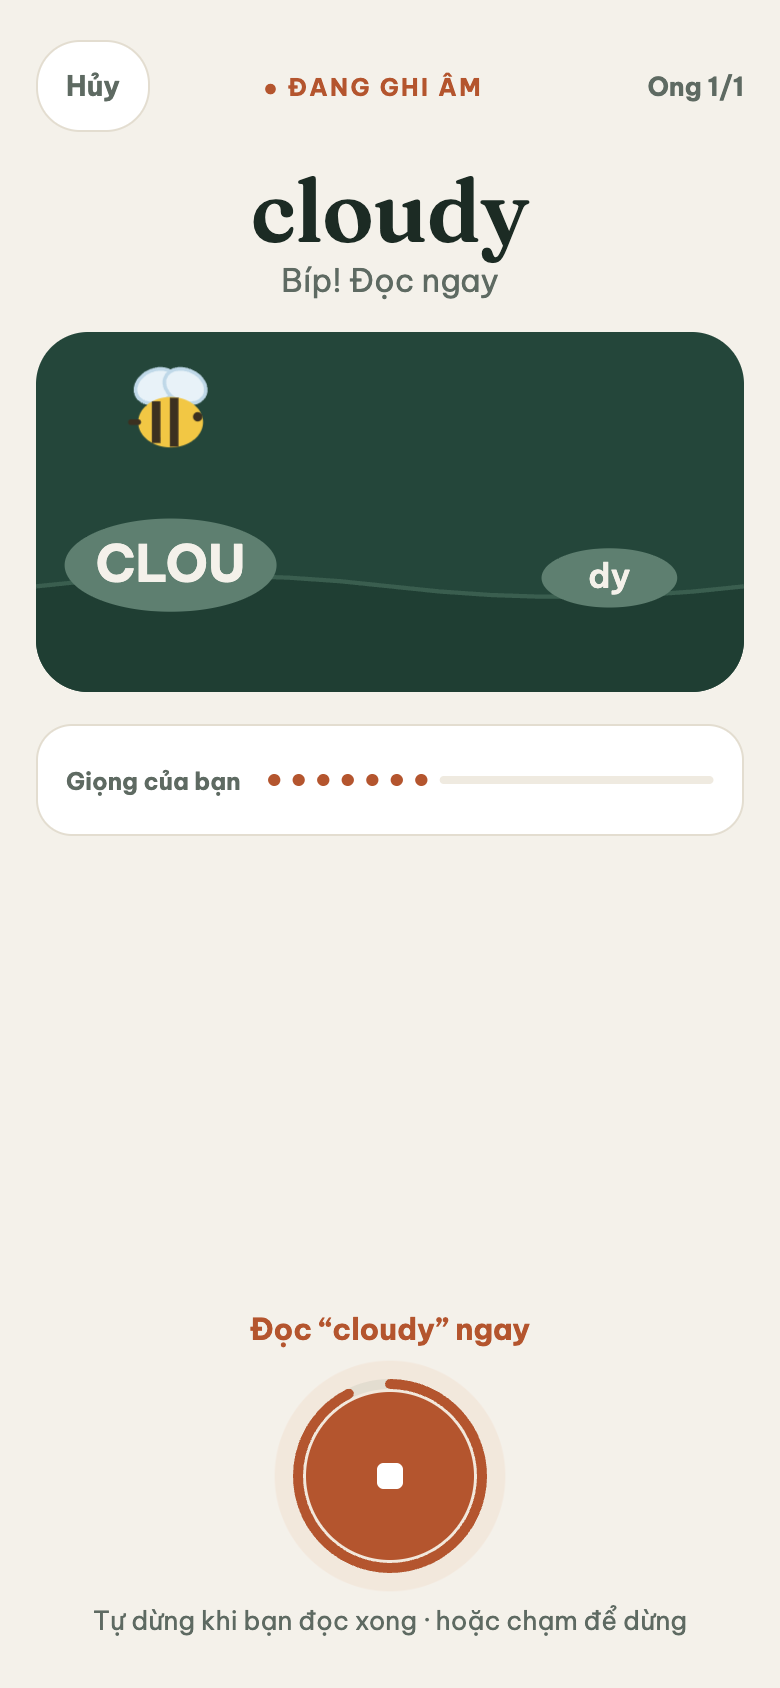 Hủy
ĐANG GHI ÂM
Ong 1/1
cloudy
Bíp! Đọc ngay
CLOU
dy
Giọng của bạn
Đọc “cloudy” ngay
Tự dừng khi bạn đọc xong · hoặc chạm để dừng